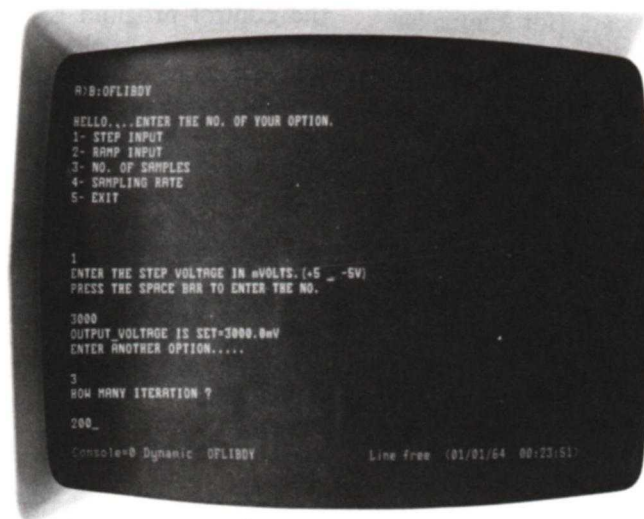 A>B:OFLIBDY
HELLO....ENTER THE NO. OF YOUR OPTION.
1- STEP INPUT
2- RAMP INPUT
3- NO. OF SAMPLES
4- SAMPLING RATE
5- EXIT
1
ENTER THE STEP VOLTAGE IN mVOLTS.(+5 _ -5V)
PRESS THE SPACE BAR TO ENTER THE NO.
3000
OUTPUT_VOLTAGE IS SET=3000.0mV
ENTER ANOTHER OPTION.....
3
HOW MANY ITERATION ?
200_
Console=0 Dynamic OFLIBDY Line free (01/01/64 00:23:51)